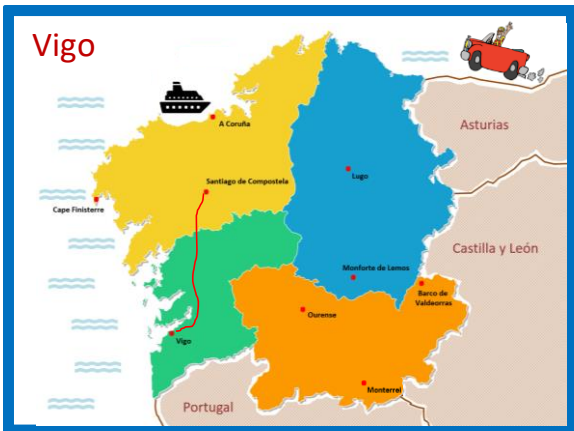 Vigo
A Coruña
Asturias
Lugo
Santiago de Compostela
Cape Finisterre
Castilla y León
Monforte de Lemos
Barco de
Valdeorras
Ourense
Vigo
Monterrei
Portugal